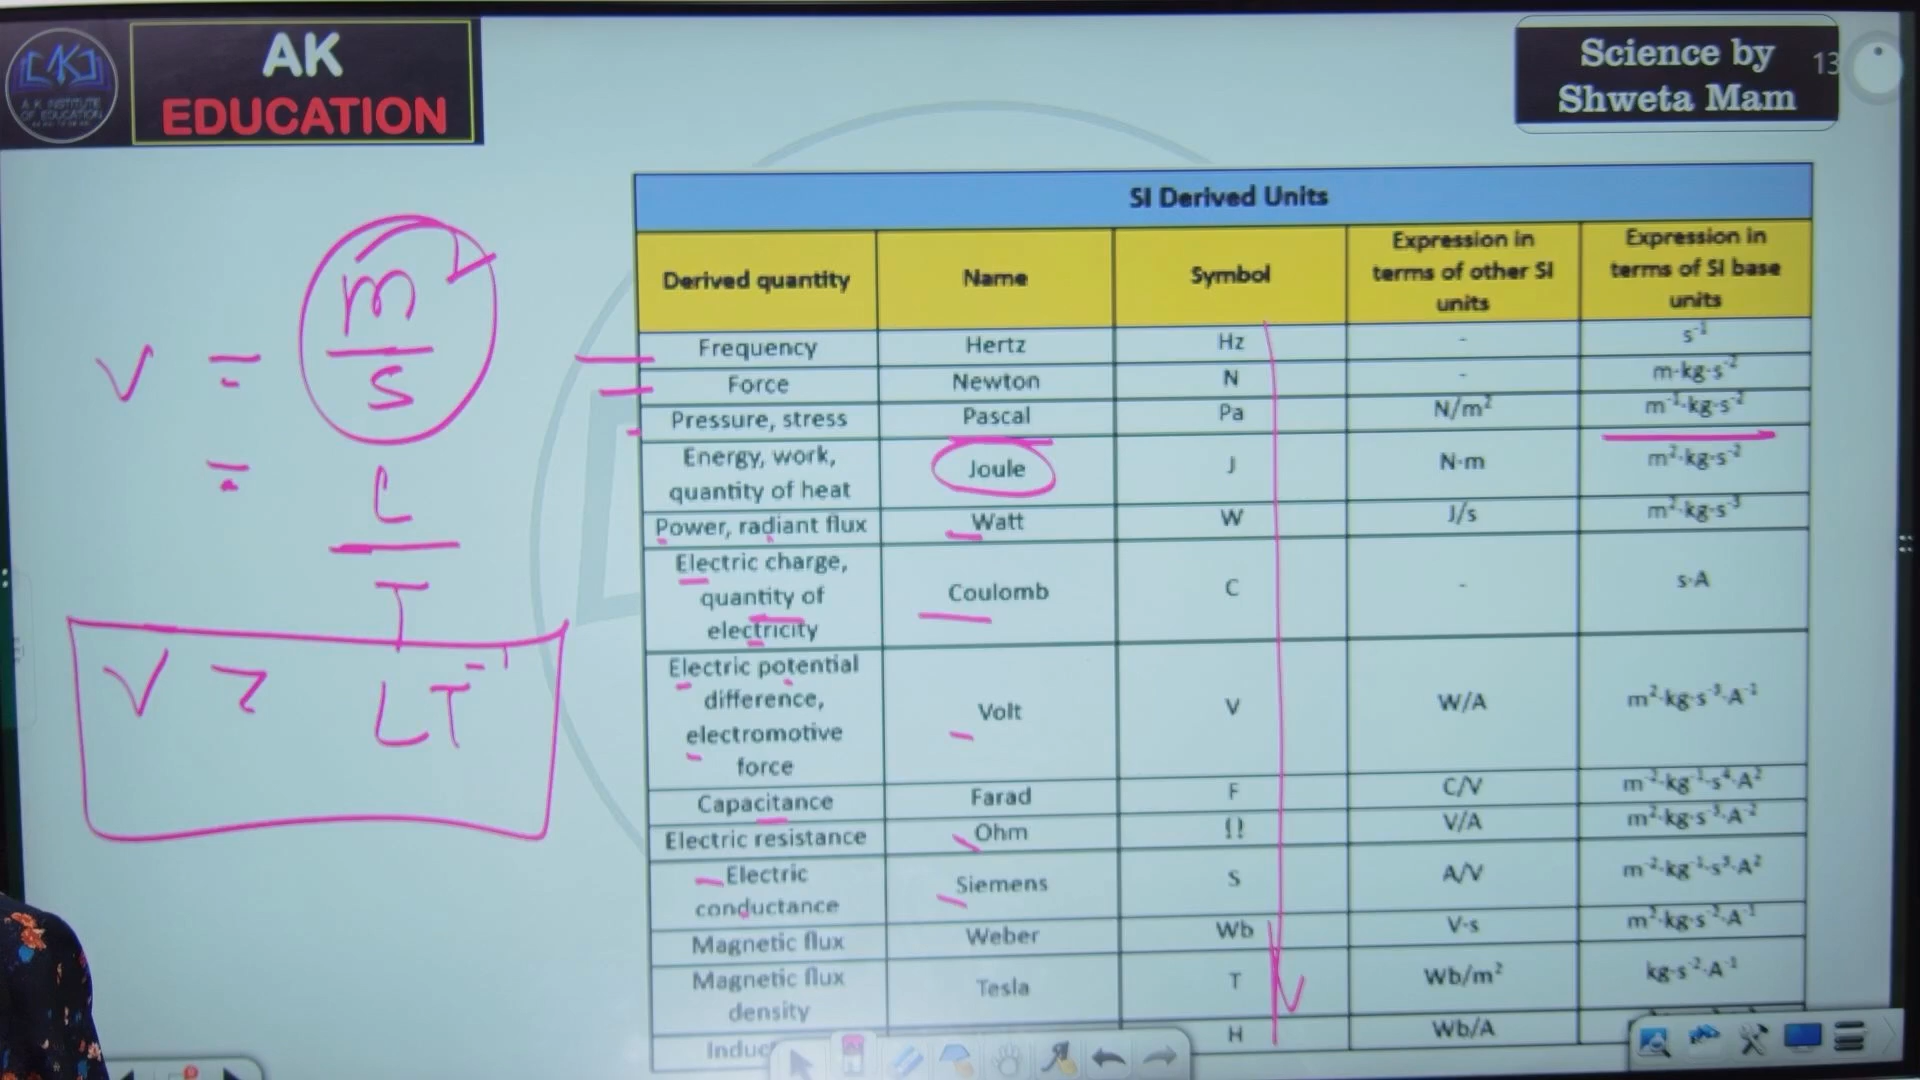 AK
EDUCATION
A K INSTITUTE
OF EDUCATION
Science by
Shweta Mam
13
V = m/s
= L/T
V = LT⁻¹
SI Derived Units
Derived quantity | Name | Symbol | Expression in terms of other SI units | Expression in terms of SI base units
Frequency | Hertz | Hz | - | s⁻¹
Force | Newton | N | - | m·kg·s⁻²
Pressure, stress | Pascal | Pa | N/m² | m⁻¹·kg·s⁻²
Energy, work, quantity of heat | Joule | J | N·m | m²·kg·s⁻²
Power, radiant flux | Watt | W | J/s | m²·kg·s⁻³
Electric charge, quantity of electricity | Coulomb | C | - | s·A
Electric potential difference, electromotive force | Volt | V | W/A | m²·kg·s⁻³·A⁻¹
Capacitance | Farad | F | C/V | m⁻²·kg⁻¹·s⁴·A²
Electric resistance | Ohm | Ω | V/A | m²·kg·s⁻³·A⁻²
Electric conductance | Siemens | S | A/V | m⁻²·kg⁻¹·s³·A²
Magnetic flux | Weber | Wb | V·s | m²·kg·s⁻²·A⁻¹
Magnetic flux density | Tesla | T | Wb/m² | kg·s⁻²·A⁻¹
Induc | H | Wb/A